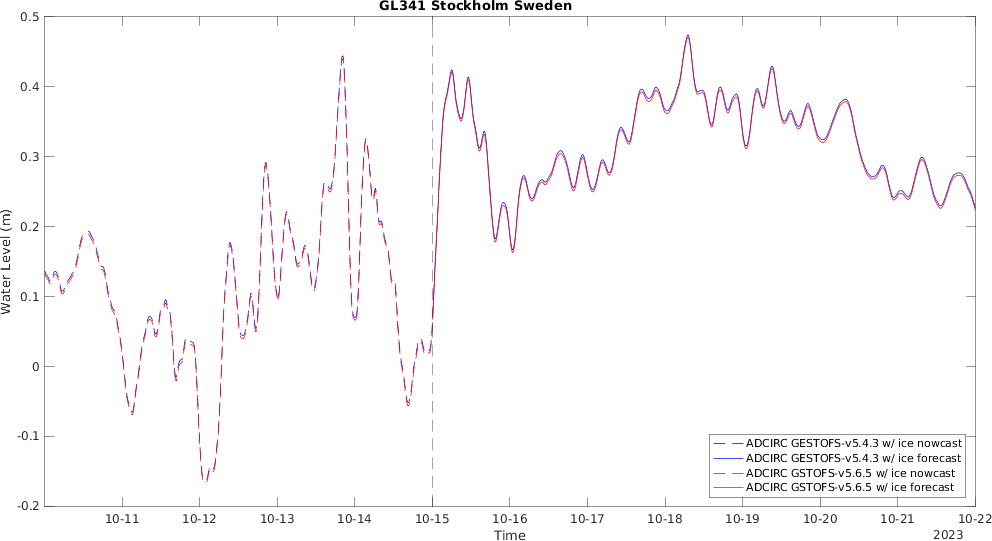 GL341 Stockholm Sweden
0.5
0.4
0.3
0.2
0.1
0
-0.1
-0.2
Water Level (m)
ADCIRC GESTOFS-v5.4.3 w/ ice nowcast
ADCIRC GESTOFS-v5.4.3 w/ ice forecast
ADCIRC GSTOFS-v5.6.5 w/ ice nowcast
ADCIRC GSTOFS-v5.6.5 w/ ice forecast
10-11 10-12 10-13 10-14 10-15 10-16 10-17 10-18 10-19 10-20 10-21 10-22
Time
2023